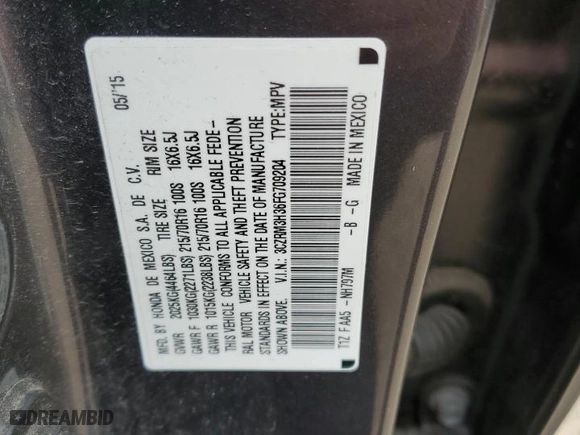 MFD. BY HONDA DE MEXICO S.A. DE C.V. 05/'15
GVWR 2025KG(4464LBS) TIRE SIZE RIM SIZE
GAWR F 1030KG(2271LBS) 215/70R16 100S 16X6.5J
GAWR R 1015KG(2238LBS) 215/70R16 100S 16X6.5J
THIS VEHICLE CONFORMS TO ALL APPLICABLE FEDE-
RAL MOTOR VEHICLE SAFETY AND THEFT PREVENTION
STANDARDS IN EFFECT ON THE DATE OF MANUFACTURE
SHOWN ABOVE. V.I.N.: 3CZRM3H36FG709204 TYPE:MPV
T1Z FAA5 -NH797M -B -G MADE IN MEXICO
DREAMBID